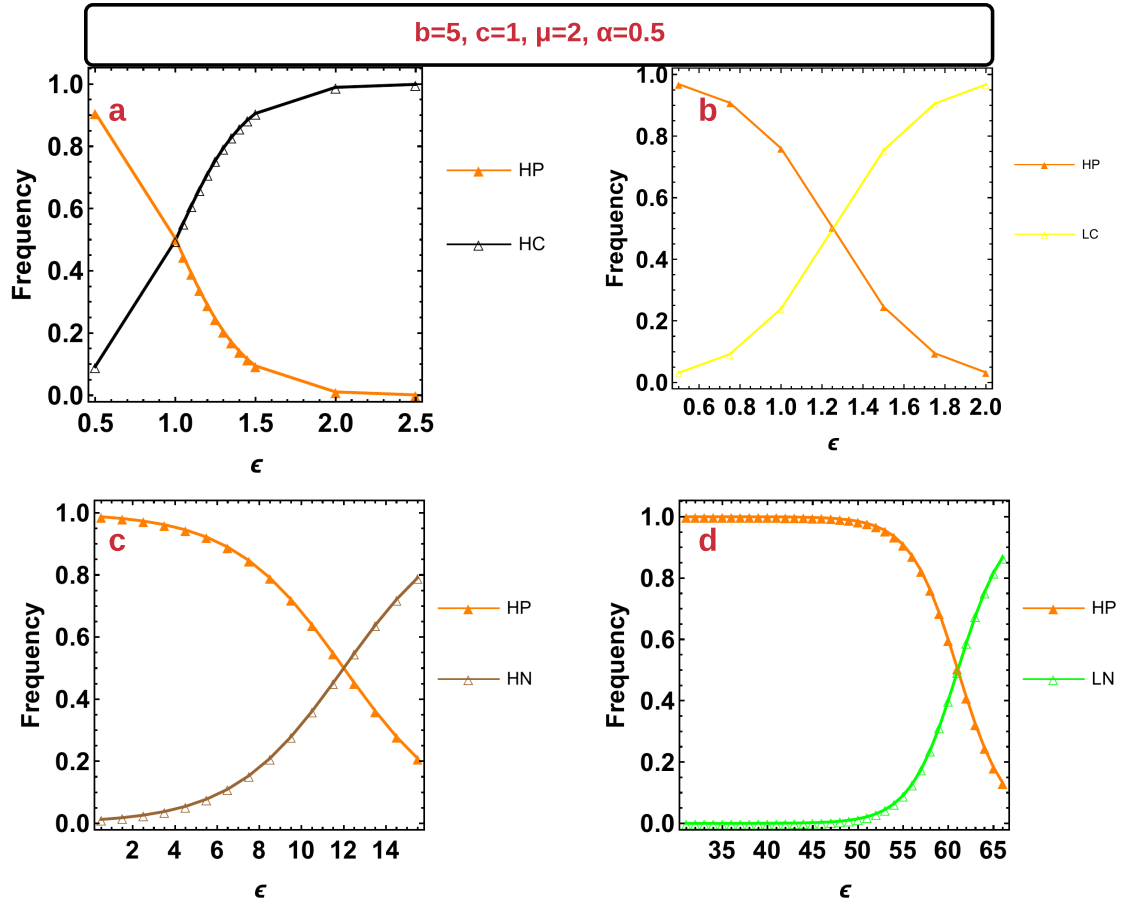 b=5, c=1, μ=2, α=0.5
a
Frequency
1.0
0.8
0.6
0.4
0.2
0.0
0.5 1.0 1.5 2.0 2.5
ϵ
HP
HC
b
Frequency
1.0
0.8
0.6
0.4
0.2
0.0
0.6 0.8 1.0 1.2 1.4 1.6 1.8 2.0
ϵ
HP
LC
c
Frequency
1.0
0.8
0.6
0.4
0.2
0.0
2 4 6 8 10 12 14
ϵ
HP
HN
d
Frequency
1.0
0.8
0.6
0.4
0.2
0.0
35 40 45 50 55 60 65
ϵ
HP
LN